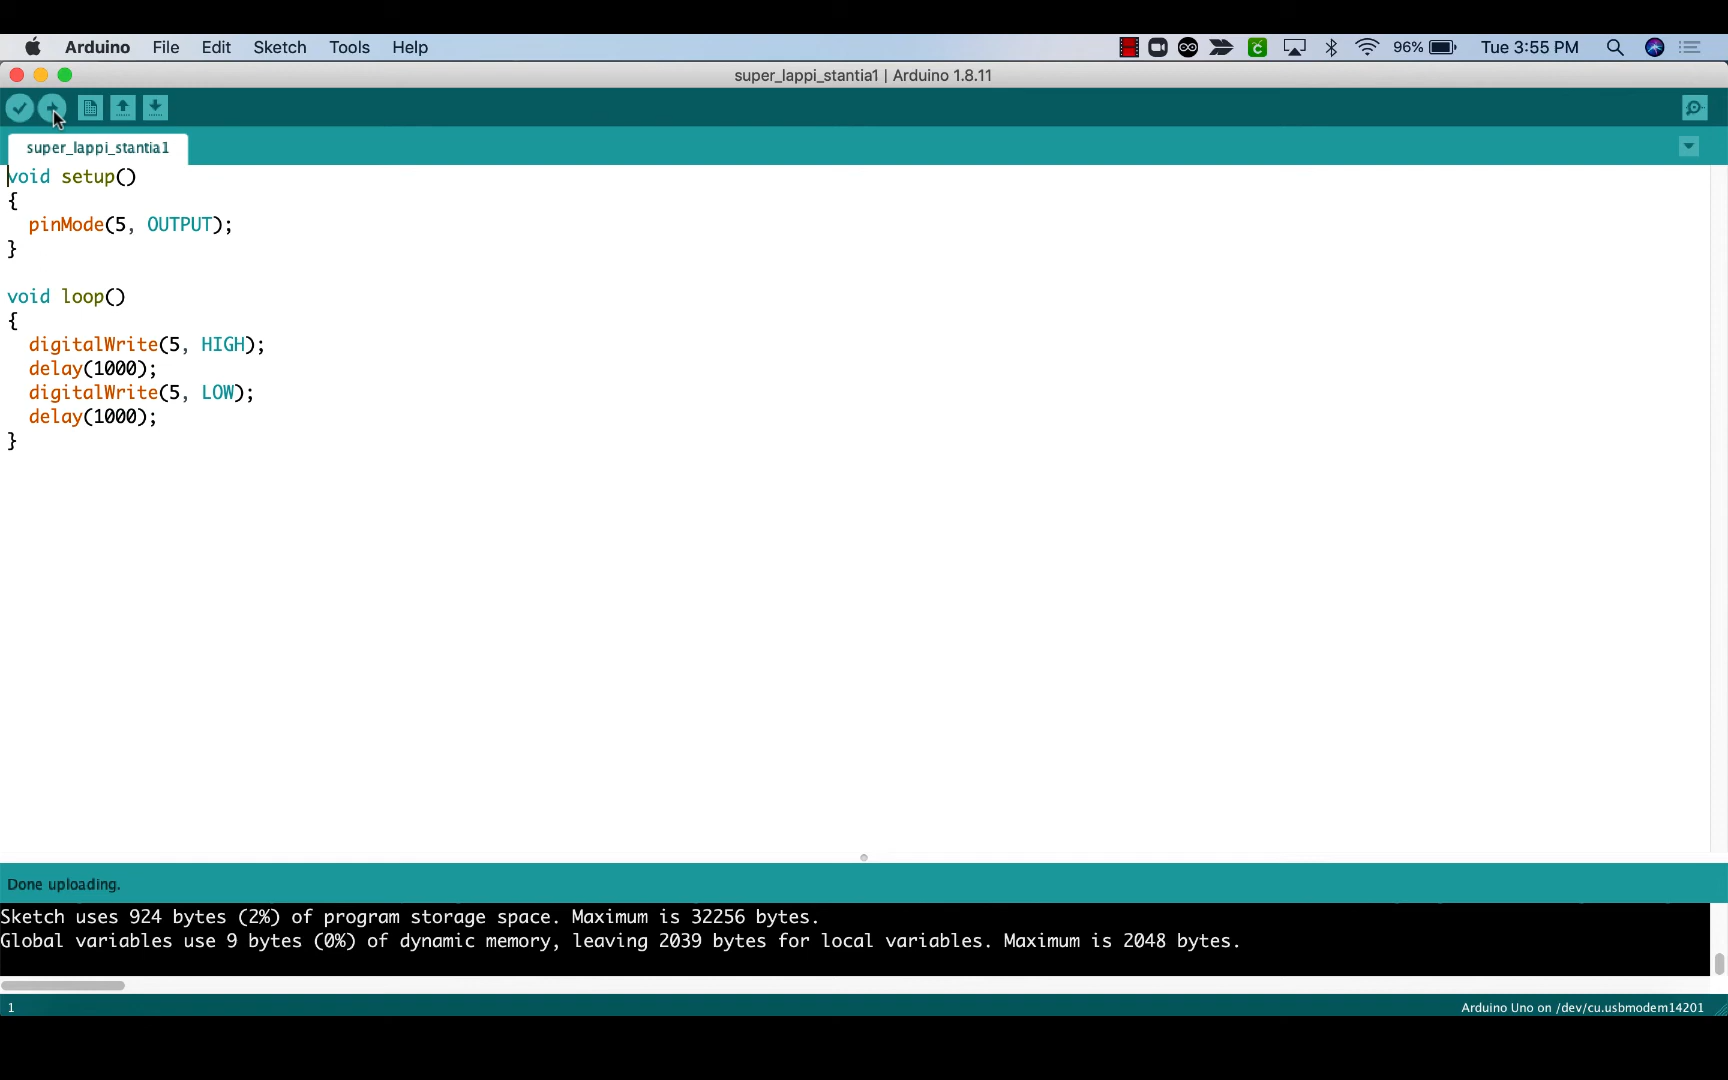 Arduino File Edit Sketch Tools Help 96% Tue 3:55 PM
super_lappi_stantia1 | Arduino 1.8.11
super_lappi_stantia1
void setup()
{
  pinMode(5, OUTPUT);
}

void loop()
{
  digitalWrite(5, HIGH);
  delay(1000);
  digitalWrite(5, LOW);
  delay(1000);
}
Done uploading.
Sketch uses 924 bytes (2%) of program storage space. Maximum is 32256 bytes.
Global variables use 9 bytes (0%) of dynamic memory, leaving 2039 bytes for local variables. Maximum is 2048 bytes.
1 Arduino Uno on /dev/cu.usbmodem14201